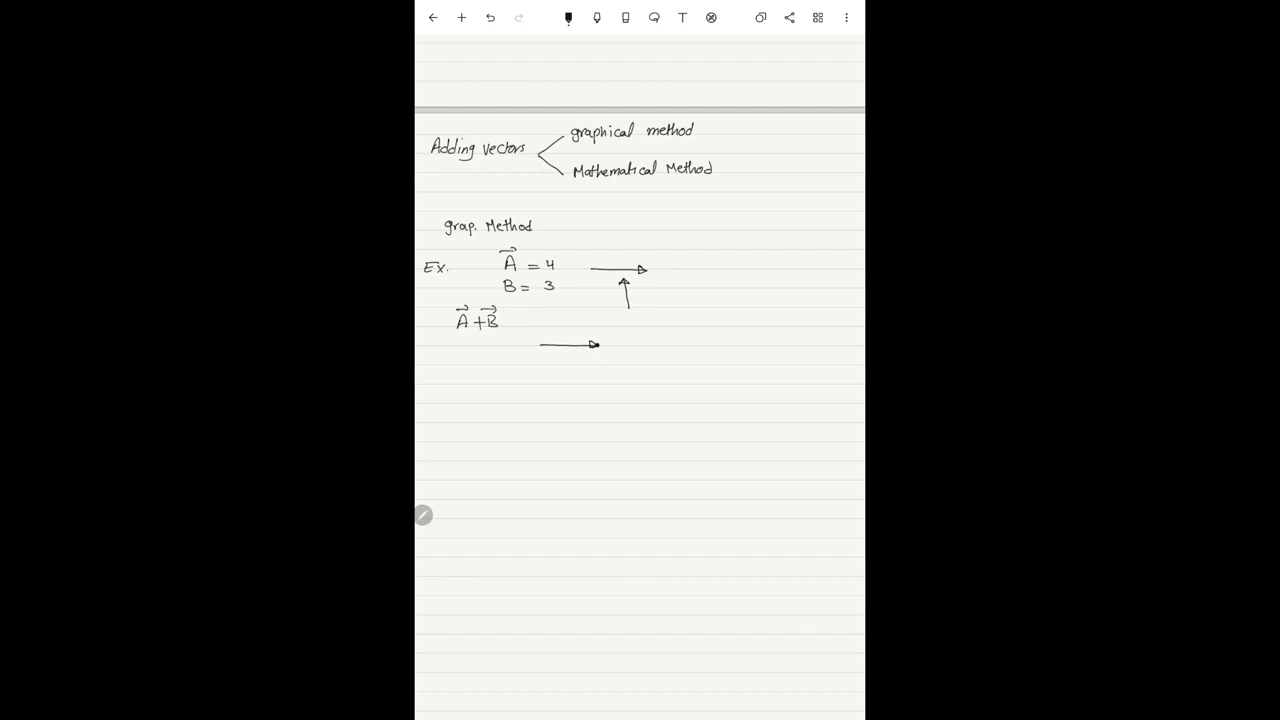 graphical method
Adding vectors
Mathematical Method
grap. Method
Ex. A = 4
B = 3
A + B